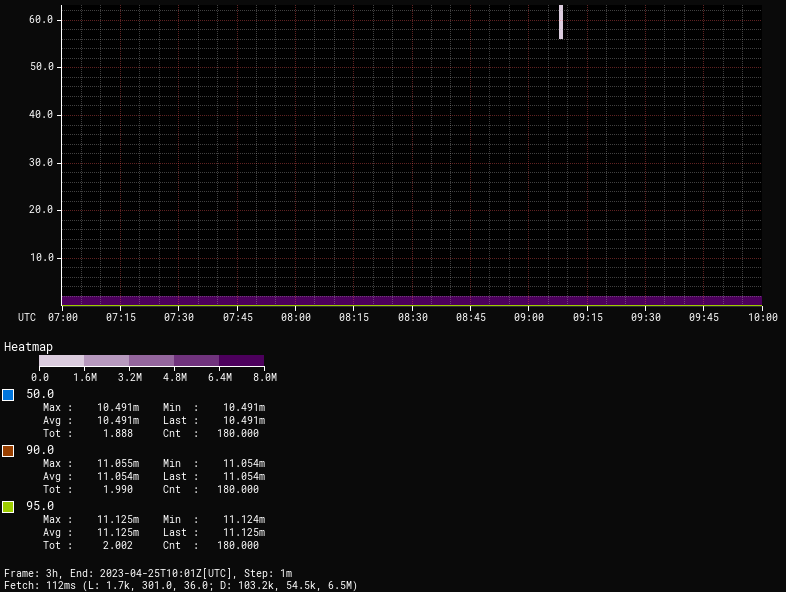 60.0
50.0
40.0
30.0
20.0
10.0
UTC 07:00 07:15 07:30 07:45 08:00 08:15 08:30 08:45 09:00 09:15 09:30 09:45 10:00
Heatmap
0.0 1.6M 3.2M 4.8M 6.4M 8.0M
50.0
Max : 10.491m Min : 10.491m
Avg : 10.491m Last : 10.491m
Tot : 1.888 Cnt : 180.000
90.0
Max : 11.055m Min : 11.054m
Avg : 11.054m Last : 11.054m
Tot : 1.990 Cnt : 180.000
95.0
Max : 11.125m Min : 11.124m
Avg : 11.125m Last : 11.125m
Tot : 2.002 Cnt : 180.000
Frame: 3h, End: 2023-04-25T10:01Z[UTC], Step: 1m
Fetch: 112ms (L: 1.7k, 301.0, 36.0; D: 103.2k, 54.5k, 6.5M)